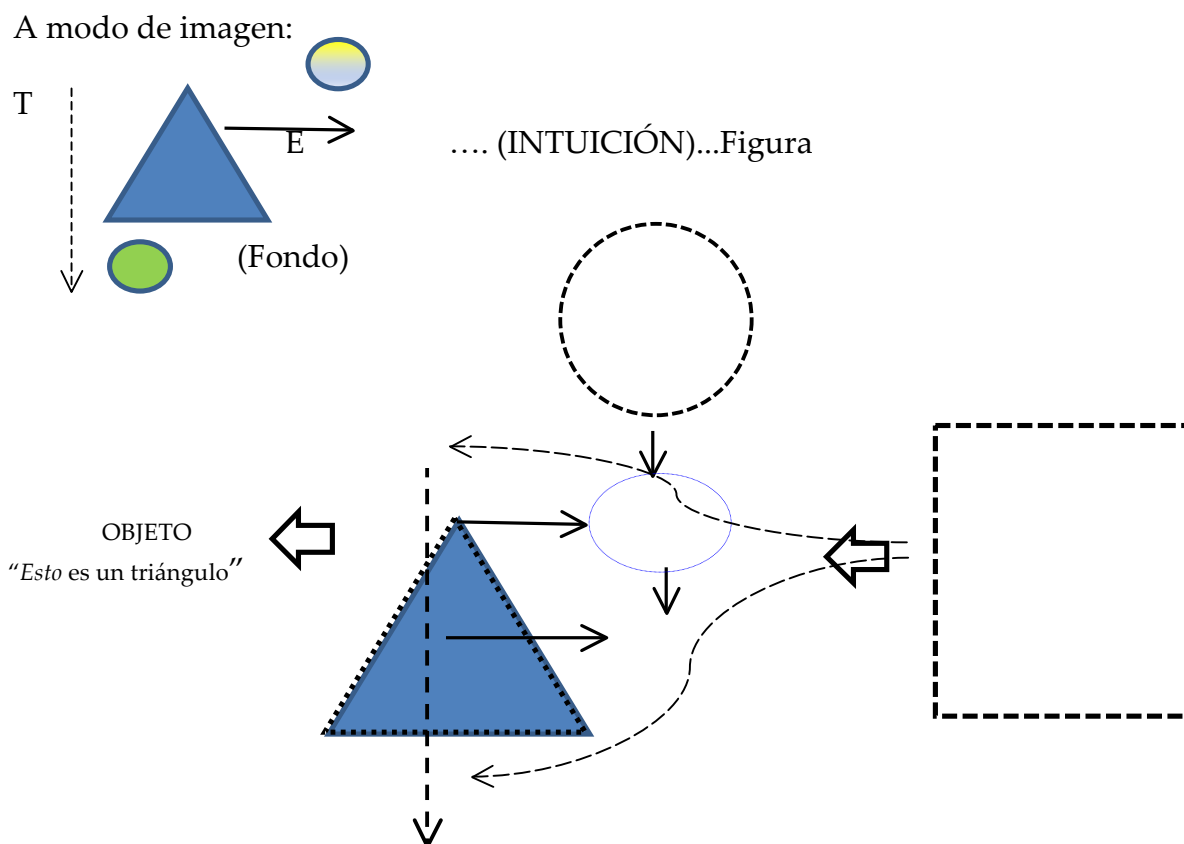 A modo de imagen:
T
E
…. (INTUICIÓN)...Figura
(Fondo)
OBJETO
“Esto es un triángulo”